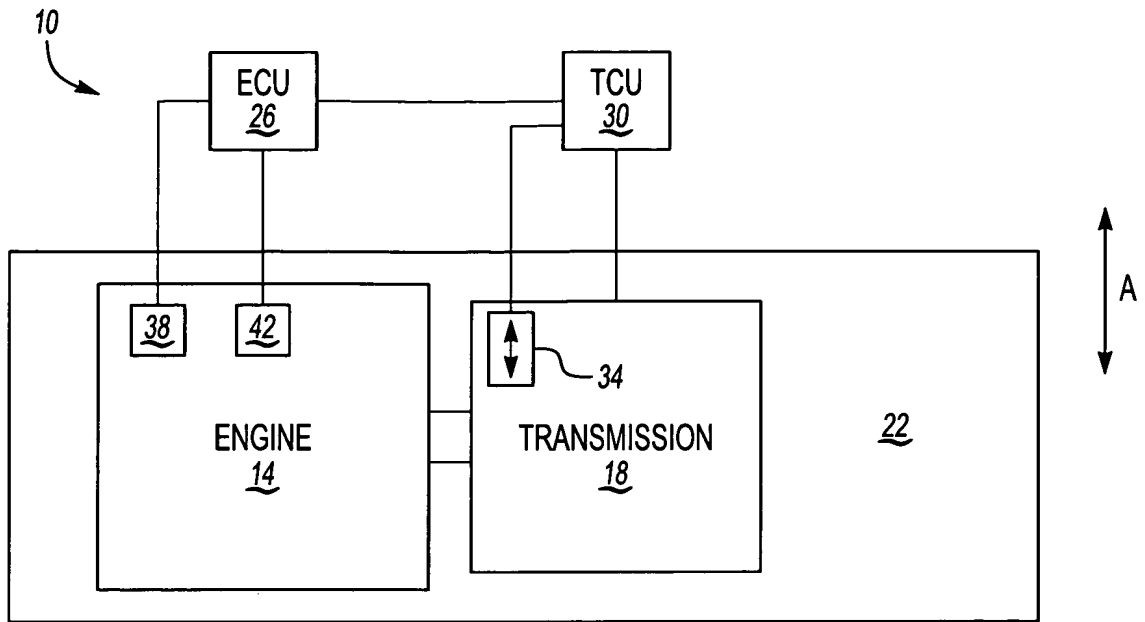 10
ECU
26
TCU
30
A
38
42
34
ENGINE
14
TRANSMISSION
18
22